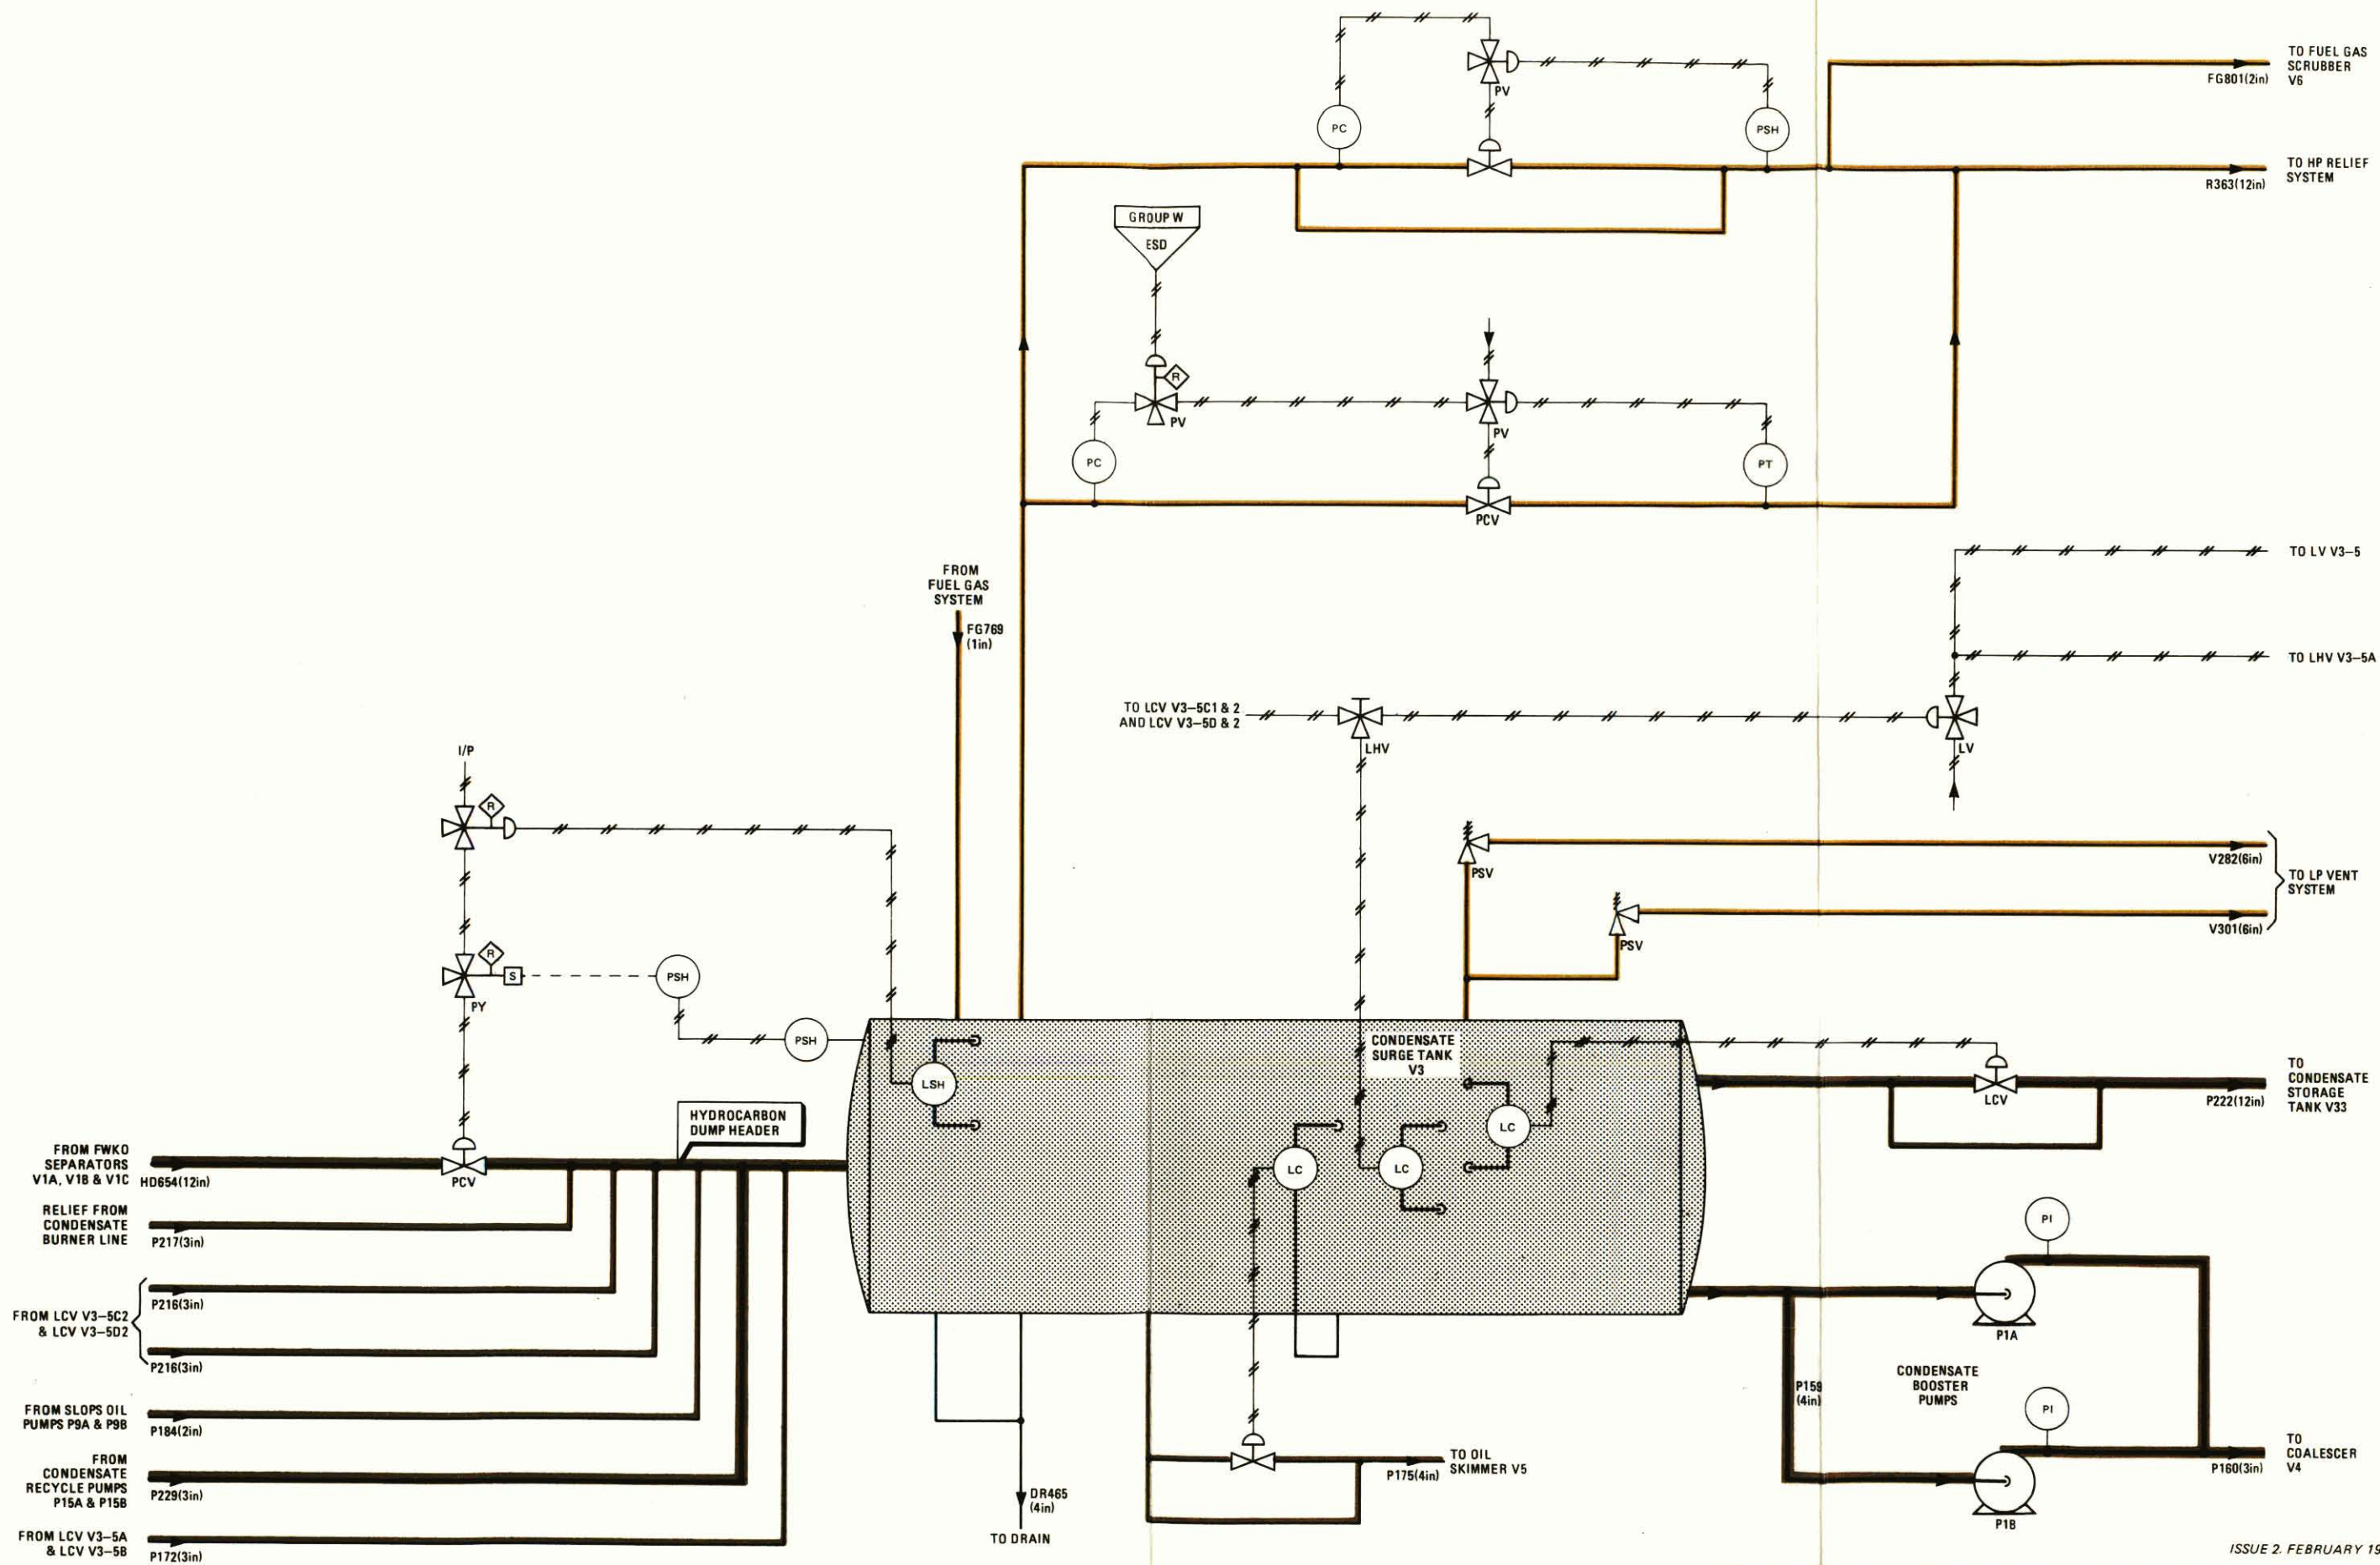 TO FUEL GAS
SCRUBBER
V6
FG801(2in)
PV
PC
PSH
TO HP RELIEF
SYSTEM
R363(12in)
GROUP W
ESD
R
PV
PV
PC
PT
PCV
FROM
FUEL GAS
SYSTEM
FG769
(1in)
TO LV V3-5
TO LHV V3-5A
TO LCV V3-5C1 & 2
AND LCV V3-5D & 2
LHV
LV
I/P
R
PSV
V282(6in)
TO LP VENT
SYSTEM
PSV
V301(6in)
R
S
PSH
PY
PSH
CONDENSATE
SURGE TANK
V3
LSH
LC
LC
LC
LCV
TO
CONDENSATE
STORAGE
TANK V33
P222(12in)
HYDROCARBON
DUMP HEADER
FROM FWKO
SEPARATORS
V1A, V1B & V1C
HD654(12in)
PCV
RELIEF FROM
CONDENSATE
BURNER LINE
P217(3in)
P216(3in)
FROM LCV V3-5C2
& LCV V3-5D2
P216(3in)
FROM SLOPS OIL
PUMPS P9A & P9B
P184(2in)
FROM
CONDENSATE
RECYCLE PUMPS
P15A & P15B
P229(3in)
FROM LCV V3-5A
& LCV V3-5B
P172(3in)
DR465
(4in)
TO DRAIN
P175(4in)
TO OIL
SKIMMER V5
PI
P1A
P159
(4in)
CONDENSATE
BOOSTER
PUMPS
PI
P1B
TO
COALESCER
V4
P160(3in)
ISSUE 2. FEBRUARY